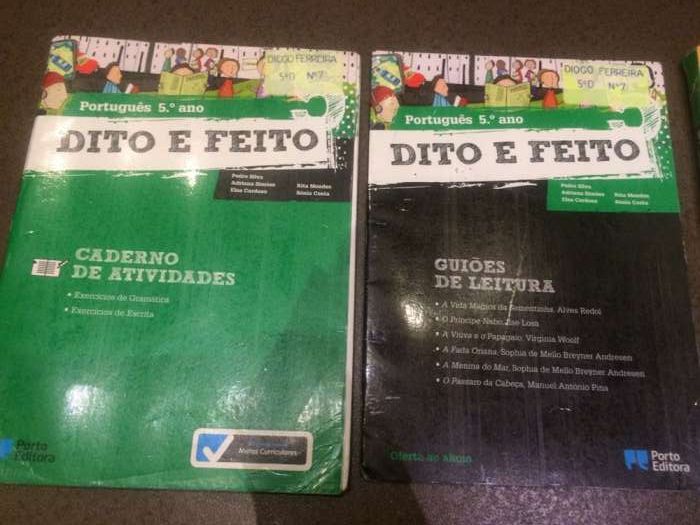 DIOGO FERREIRA
5ºD Nº7
Português 5.º ano
DITO E FEITO
Pedro Silva
Adriana Simões
Elsa Cardoso
Rita Mendes
Sónia Costa
CADERNO
DE ATIVIDADES
• Exercícios de Gramática
• Exercícios de Escrita
Metas Curriculares
Porto
Editora
DIOGO FERREIRA
5ºD Nº7
Português 5.º ano
DITO E FEITO
Pedro Silva
Adriana Simões
Elsa Cardoso
Rita Mendes
Sónia Costa
GUIÕES
DE LEITURA
• A Vida Mágica da Sementinha, Alves Redol
• O Príncipe Nabo, Ilse Losa
• A Viúva e o Papagaio, Virginia Woolf
• A Fada Oriana, Sophia de Mello Breyner Andresen
• A Menina do Mar, Sophia de Mello Breyner Andresen
• O Pássaro da Cabeça, Manuel António Pina
Oferta ao aluno
Porto
Editora